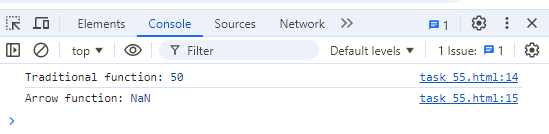 Elements Console Sources Network 1
top Filter Default levels 1 Issue: 1
Traditional function: 50 task 55.html:14
Arrow function: NaN task 55.html:15